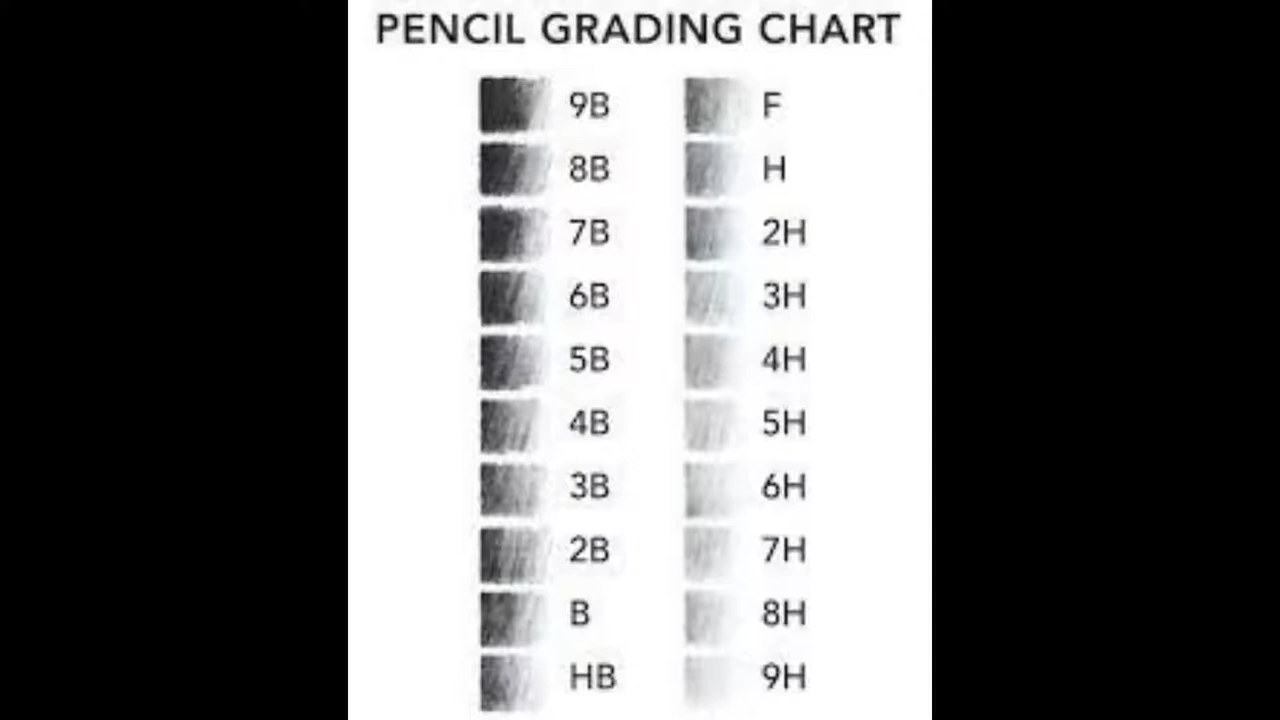 PENCIL GRADING CHART
9B
8B
7B
6B
5B
4B
3B
2B
B
HB
F
H
2H
3H
4H
5H
6H
7H
8H
9H